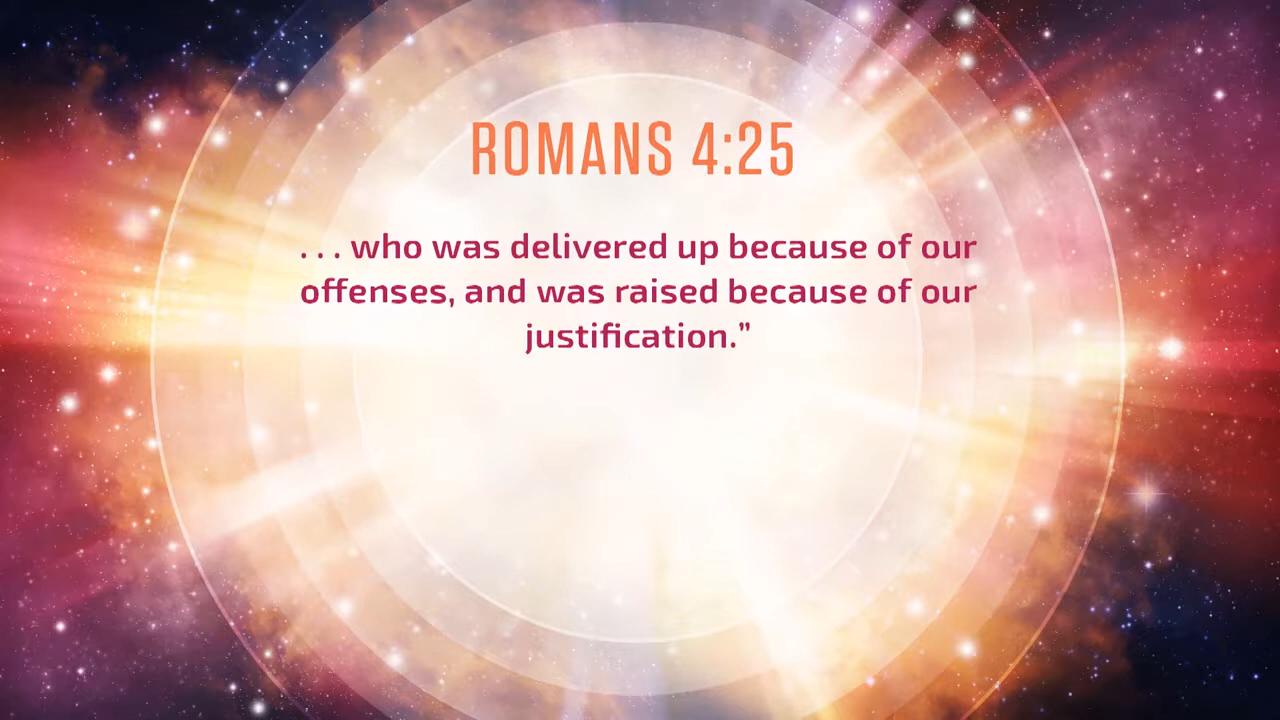 ROMANS 4:25
. . . who was delivered up because of our
offenses, and was raised because of our
justification.”